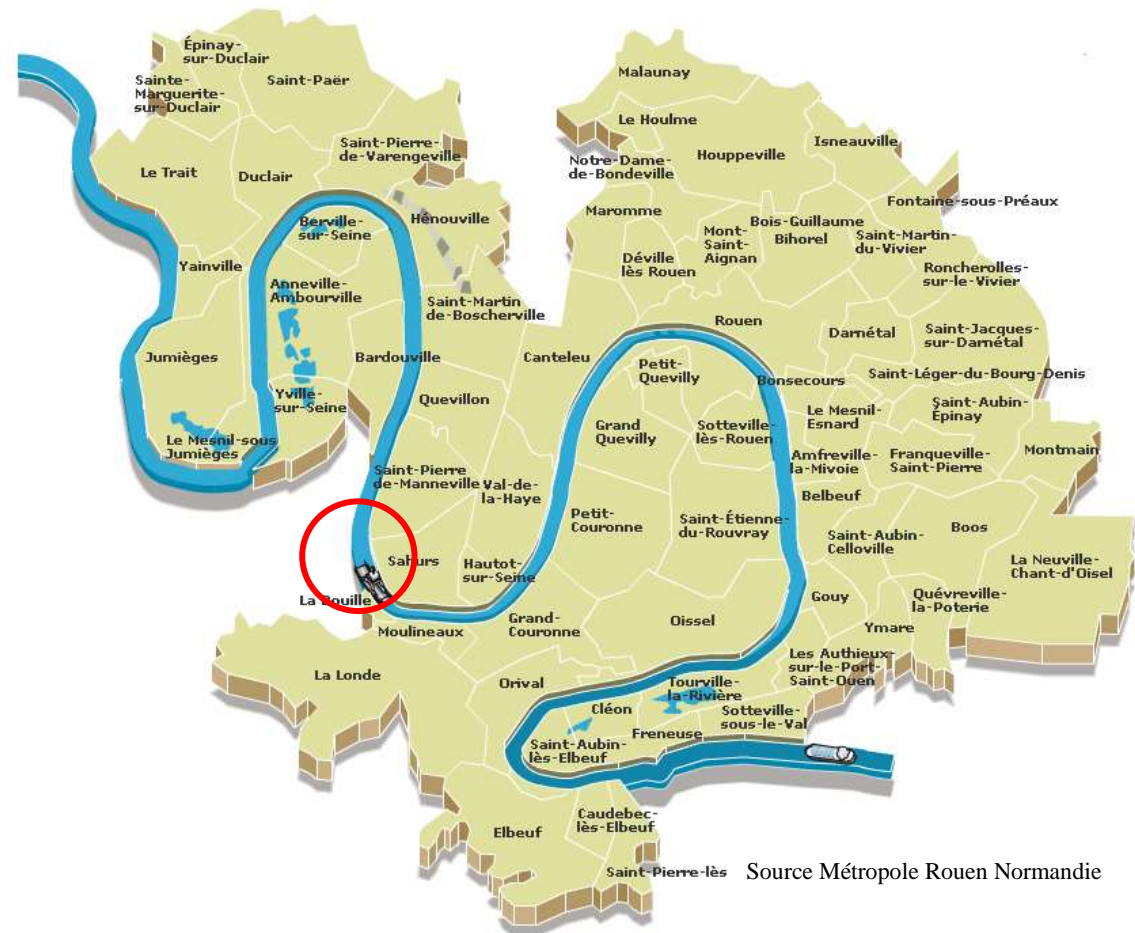 Épinay-
sur-Duclair
Sainte-
Marguerite-
sur-Duclair
Saint-Paër
Malaunay
Le Houlme
Isneauville
Houppeville
Notre-Dame-
de-Bondeville
Saint-Pierre-
de-Varengeville
Le Trait
Duclair
Fontaine-sous-Préaux
Maromme
Hénouville
Berville-
sur-Seine
Bois-Guillaume
Bihorel
Mont-
Saint-
Aignan
Saint-Martin-
du-Vivier
Déville
lès Rouen
Yainville
Roncherolles-
sur-le-Vivier
Anneville-
Ambourville
Saint-Martin
de-Boscherville
Rouen
Darnétal
Saint-Jacques-
sur-Darnétal
Jumièges
Bardouville
Canteleu
Petit-
Quevilly
Bonsecours
Saint-Léger-du-Bourg-Denis
Yville-
sur-Seine
Quevillon
Le Mesnil-
Esnard
Saint-Aubin-
Epinay
Grand
Quevilly
Sotteville-
lès-Rouen
Le Mesnil-sous
Jumièges
Amfreville-
la-Mivoie
Franqueville-
Saint-Pierre
Montmain
Saint-Pierre
de-Manneville
Val-de-
la-Haye
Belbeuf
Petit-
Couronne
Saint-Étienne-
du-Rouvray
Saint-Aubin-
Celloville
Boos
Sahurs
Hautot-
sur-Seine
La Neuville-
Chant-d'Oisel
La Bouille
Gouy
Quévreville-
la-Poterie
Moulineaux
Grand-
Couronne
Oissel
Ymare
La Londe
Orival
Les Authieux-
sur-le-Port-
Saint-Ouen
Tourville-
la-Rivière
Cléon
Sotteville-
sous-le-Val
Freneuse
Saint-Aubin-
lès-Elbeuf
Caudebec-
lès-Elbeuf
Elbeuf
Saint-Pierre-lès
Source Métropole Rouen Normandie